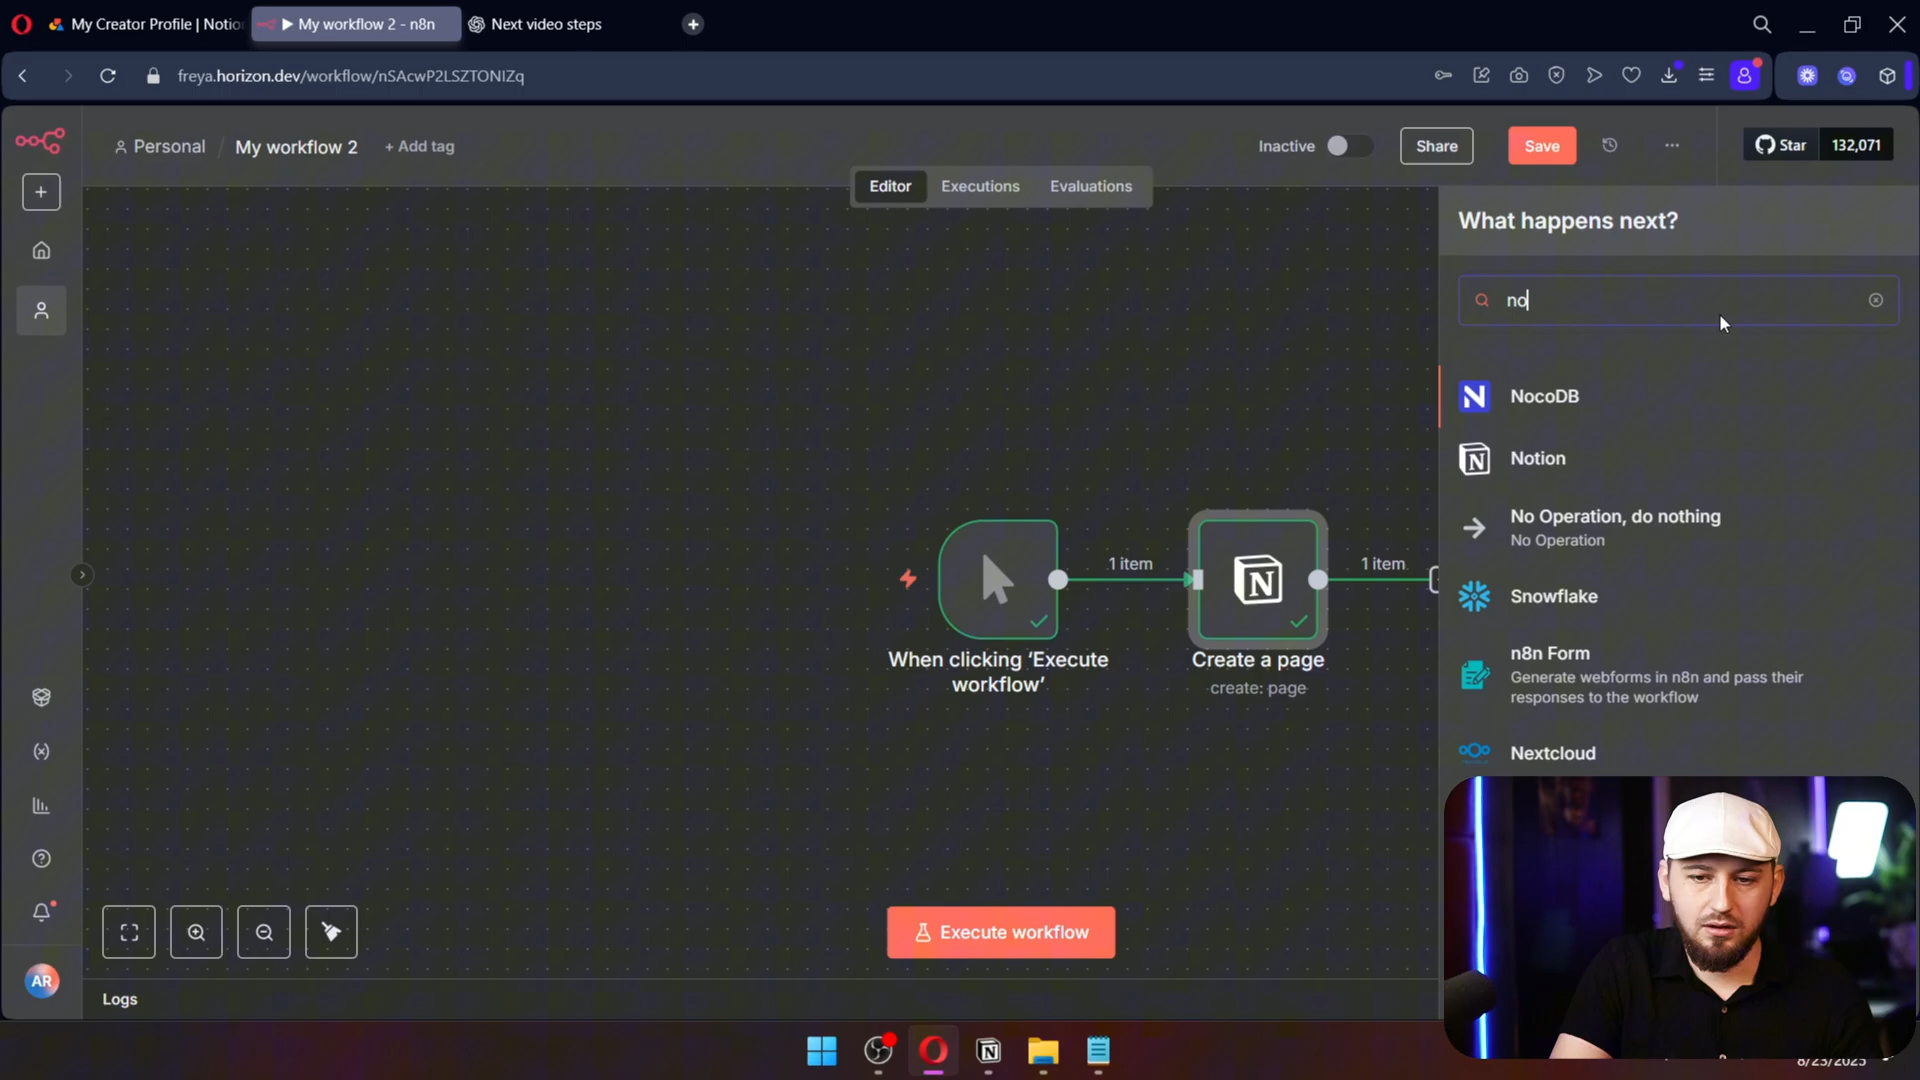 My Creator Profile | Notio
My workflow 2 - n8n
Next video steps
freya.horizon.dev/workflow/nSAcwP2LSZTONIZq
Personal / My workflow 2 + Add tag
Inactive
Share
Save
Star 132,071
Editor
Executions
Evaluations
What happens next?
no
NocoDB
Notion
No Operation, do nothing
No Operation
Snowflake
n8n Form
Generate webforms in n8n and pass their
responses to the workflow
Nextcloud
1 item
1 item
When clicking ‘Execute
workflow’
Create a page
create: page
Execute workflow
AR
Logs
8/23/2025